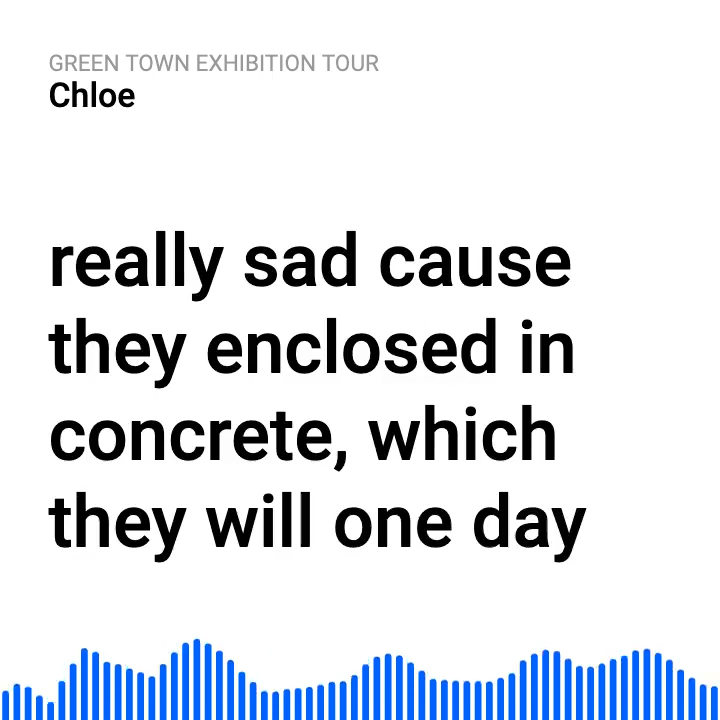 GREEN TOWN EXHIBITION TOUR
Chloe
really sad cause
they enclosed in
concrete, which
they will one day